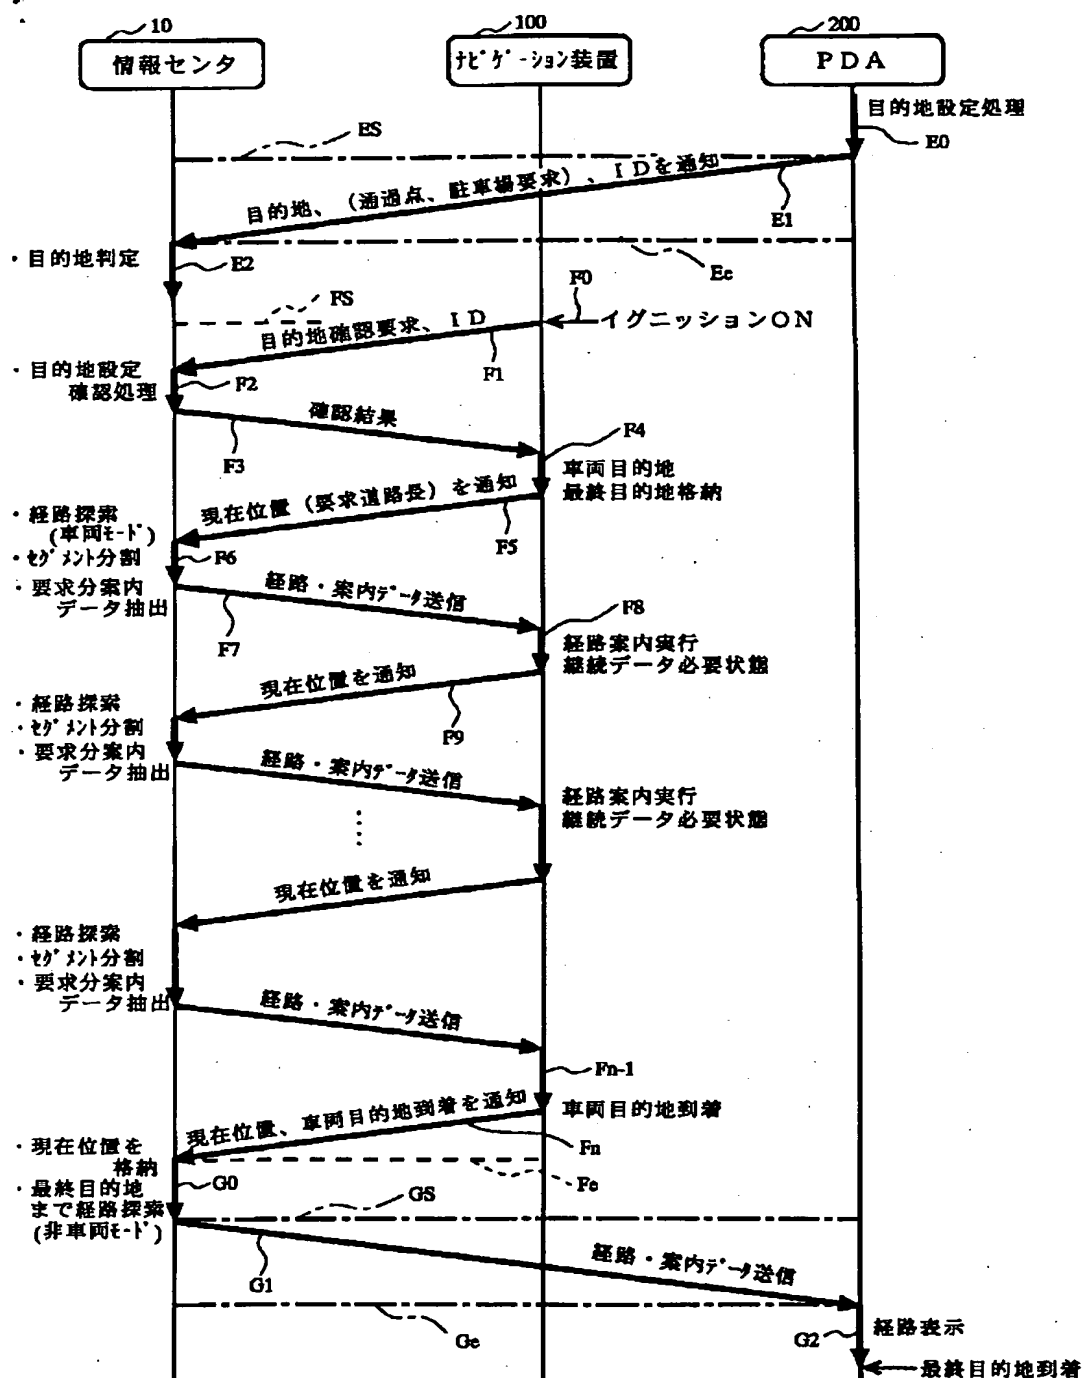 10
100
200
情報センタ
ナビゲーション装置
PDA
目的地設定処理
E0
ES
目的地、(通過点、駐車場要求)、IDを通知
E1
・目的地判定
E2
Ee
FS
F0
イグニッションON
目的地確認要求、ID
F1
・目的地設定
確認処理
F2
確認結果
F3
F4
車両目的地
最終目的地格納
現在位置(要求道路長)を通知
F5
・経路探索
(車両モード)
・セグメント分割
F6
・要求分案内
データ抽出
経路・案内データ送信
F7
F8
経路案内実行
継続データ必要状態
現在位置を通知
F9
・経路探索
・セグメント分割
・要求分案内
データ抽出
経路・案内データ送信
経路案内実行
継続データ必要状態
現在位置を通知
・経路探索
・セグメント分割
・要求分案内
データ抽出
経路・案内データ送信
Fn-1
車両目的地到着
現在位置、車両目的地到着を通知
Fn
・現在位置を
格納
G0
Fe
・最終目的地
まで経路探索
(非車両モード)
GS
経路・案内データ送信
G1
Ge
G2
経路表示
最終目的地到着